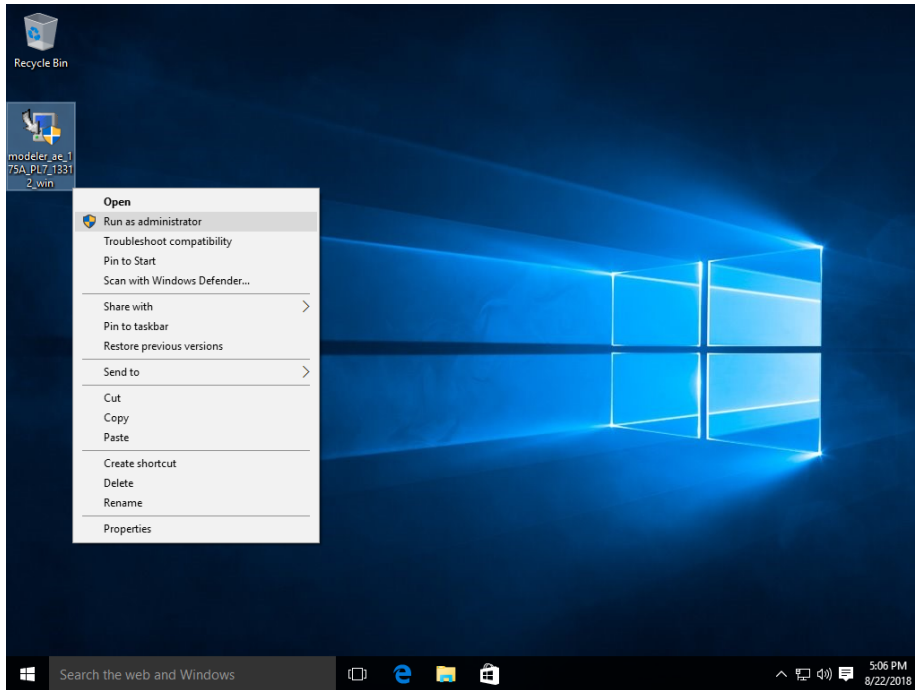 Recycle Bin
modeler_ae_1
75A_PL7_1331
2_win
Open
Run as administrator
Troubleshoot compatibility
Pin to Start
Scan with Windows Defender...
Share with
Pin to taskbar
Restore previous versions
Send to
Cut
Copy
Paste
Create shortcut
Delete
Rename
Properties
Search the web and Windows
5:06 PM
8/22/2018